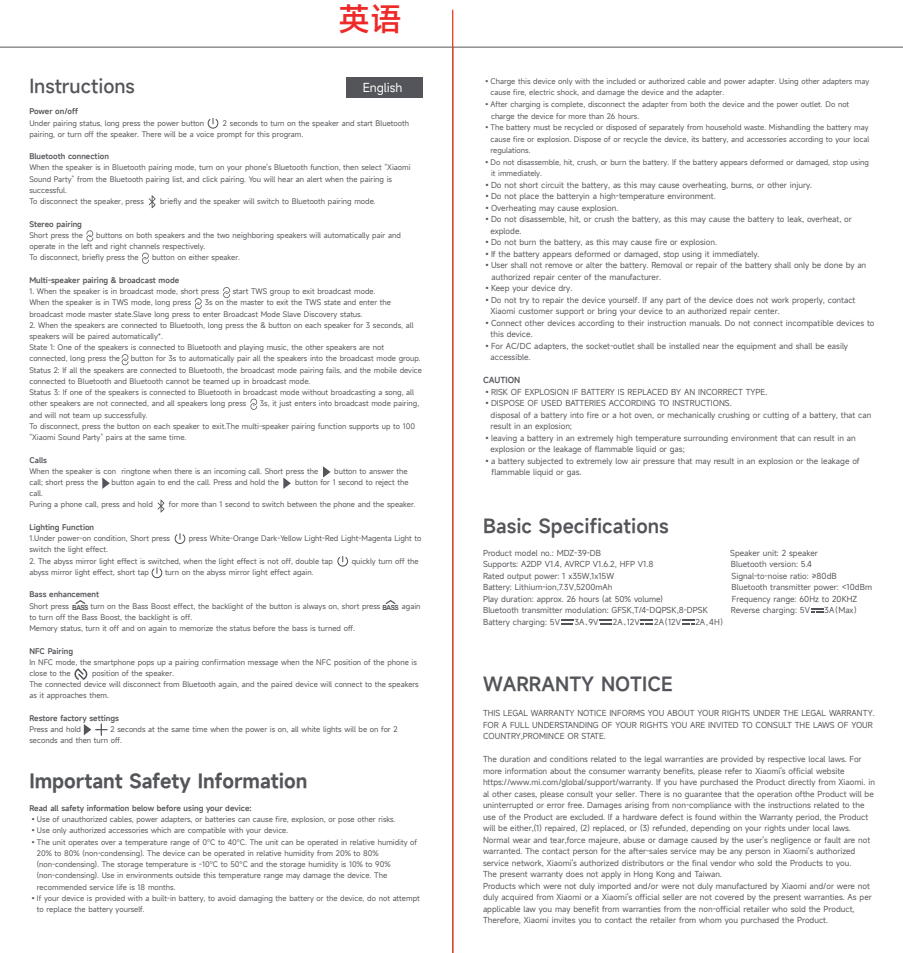 英语
Instructions
English
Power on/off
Under pairing status, long press the power button 2 seconds to turn on the speaker and start Bluetooth
pairing, or turn off the speaker. There will be a voice prompt for this program.
Bluetooth connection
When the speaker is in Bluetooth pairing mode, turn on your phone's Bluetooth function, then select "Xiaomi
Sound Party" from the Bluetooth pairing list, and click pairing. You will hear an alert when the pairing is
successful.
To disconnect the speaker, press briefly and the speaker will switch to Bluetooth pairing mode.
Stereo pairing
Short press the buttons on both speakers and the two neighboring speakers will automatically pair and
operate in the left and right channels respectively.
To disconnect, briefly press the button on either speaker.
Multi-speaker pairing & broadcast mode
1. When the speaker is in broadcast mode, short press start TWS group to exit broadcast mode.
When the speaker is in TWS mode, long press 3s on the master to exit the TWS state and enter the
broadcast mode master state.Slave long press to enter Broadcast Mode Slave Discovery status.
2. When the speakers are connected to Bluetooth, long press the & button on each speaker for 3 seconds, all
speakers will be paired automatically*.
State 1: One of the speakers is connected to Bluetooth and playing music, the other speakers are not
connected, long press the button for 3s to automatically pair all the speakers into the broadcast mode group.
Status 2: If all the speakers are connected to Bluetooth, the broadcast mode pairing fails, and the mobile device
connected to Bluetooth and Bluetooth cannot be teamed up in broadcast mode.
Status 3: If one of the speakers is connected to Bluetooth in broadcast mode without broadcasting a song, all
other speakers are not connected, and all speakers long press 3s, it just enters into broadcast mode pairing,
and will not team up successfully.
To disconnect, press the button on each speaker to exit.The multi-speaker pairing function supports up to 100
"Xiaomi Sound Party" pairs at the same time.
Calls
When the speaker is con ringtone when there is an incoming call. Short press the button to answer the
call; short press the button again to end the call. Press and hold the button for 1 second to reject the
call.
Puring a phone call, press and hold for more than 1 second to switch between the phone and the speaker.
Lighting Function
1.Under power-on condition, Short press press White-Orange Dark-Yellow Light-Red Light-Magenta Light to
switch the light effect.
2. The abyss mirror light effect is switched, when the light effect is not off, double tap quickly turn off the
abyss mirror light effect, short tap turn on the abyss mirror light effect again.
Bass enhancement
Short press BASS turn on the Bass Boost effect, the backlight of the button is always on, short press BASS again
to turn off the Bass Boost, the backlight is off.
Memory status, turn it off and on again to memorize the status before the bass is turned off.
NFC Pairing
In NFC mode, the smartphone pops up a pairing confirmation message when the NFC position of the phone is
close to the position of the speaker.
The connected device will disconnect from Bluetooth again, and the paired device will connect to the speakers
as it approaches them.
Restore factory settings
Press and hold 2 seconds at the same time when the power is on, all white lights will be on for 2
seconds and then turn off.
Important Safety Information
Read all safety information below before using your device:
• Use of unauthorized cables, power adapters, or batteries can cause fire, explosion, or pose other risks.
• Use only authorized accessories which are compatible with your device.
• The unit operates over a temperature range of 0°C to 40°C. The unit can be operated in relative humidity of
20% to 80% (non-condensing). The device can be operated in relative humidity from 20% to 80%
(non-condensing). The storage temperature is -10°C to 50°C and the storage humidity is 10% to 90%
(non-condensing). Use in environments outside this temperature range may damage the device. The
recommended service life is 18 months.
• If your device is provided with a built-in battery, to avoid damaging the battery or the device, do not attempt
to replace the battery yourself.
• Charge this device only with the included or authorized cable and power adapter. Using other adapters may
cause fire, electric shock, and damage the device and the adapter.
• After charging is complete, disconnect the adapter from both the device and the power outlet. Do not
charge the device for more than 26 hours.
• The battery must be recycled or disposed of separately from household waste. Mishandling the battery may
cause fire or explosion. Dispose of or recycle the device, its battery, and accessories according to your local
regulations.
• Do not disassemble, hit, crush, or burn the battery. If the battery appears deformed or damaged, stop using
it immediately.
• Do not short circuit the battery, as this may cause overheating, burns, or other injury.
• Do not place the batteryin a high-temperature environment.
• Overheating may cause explosion.
• Do not disassemble, hit, or crush the battery, as this may cause the battery to leak, overheat, or
explode.
• Do not burn the battery, as this may cause fire or explosion.
• If the battery appears deformed or damaged, stop using it immediately.
• User shall not remove or alter the battery. Removal or repair of the battery shall only be done by an
authorized repair center of the manufacturer.
• Keep your device dry.
• Do not try to repair the device yourself. If any part of the device does not work properly, contact
Xiaomi customer support or bring your device to an authorized repair center.
• Connect other devices according to their instruction manuals. Do not connect incompatible devices to
this device.
• For AC/DC adapters, the socket-outlet shall be installed near the equipment and shall be easily
accessible.
CAUTION
• RISK OF EXPLOSION IF BATTERY IS REPLACED BY AN INCORRECT TYPE.
• DISPOSE OF USED BATTERIES ACCORDING TO INSTRUCTIONS.
disposal of a battery into fire or a hot oven, or mechanically crushing or cutting of a battery, that can
result in an explosion;
• leaving a battery in an extremely high temperature surrounding environment that can result in an
explosion or the leakage of flammable liquid or gas;
• a battery subjected to extremely low air pressure that may result in an explosion or the leakage of
flammable liquid or gas.
Basic Specifications
Product model no.: MDZ-39-DB Speaker unit: 2 speaker
Supports: A2DP V1.4, AVRCP V1.6.2, HFP V1.8 Bluetooth version: 5.4
Rated output power: 1 x35W,1x15W Signal-to-noise ratio: ≥80dB
Battery: Lithium-ion,7.3V,5200mAh Bluetooth transmitter power: <10dBm
Play duration: approx. 26 hours (at 50% volume) Frequency range: 60Hz to 20KHZ
Bluetooth transmitter modulation: GFSK,T/4-DQPSK,8-DPSK Reverse charging: 5V⎓3A(Max)
Battery charging: 5V⎓3A,9V⎓2A,12V⎓2A(12V⎓2A,4H)
WARRANTY NOTICE
THIS LEGAL WARRANTY NOTICE INFORMS YOU ABOUT YOUR RIGHTS UNDER THE LEGAL WARRANTY.
FOR A FULL UNDERSTANDING OF YOUR RIGHTS YOU ARE INVITED TO CONSULT THE LAWS OF YOUR
COUNTRY,PROMINCE OR STATE.
The duration and conditions related to the legal warranties are provided by respective local laws. For
more information about the consumer warranty benefits, please refer to Xiaomi's official website
https://www.mi.com/global/support/warranty. If you have purchased the Product directly from Xiaomi. in
al other cases, please consult your seller. There is no guarantee that the operation ofthe Product will be
uninterrupted or error free. Damages arising from non-compliance with the instructions related to the
use of the Product are excluded. If a hardware defect is found within the Warranty period, the Product
will be either,(1) repaired, (2) replaced, or (3) refunded, depending on your rights under local laws.
Normal wear and tear,force majeure, abuse or damage caused by the user's negligence or fault are not
warranted. The contact person for the after-sales service may be any person in Xiaomi's authorized
service network, Xiaomi's authorized distributors or the final vendor who sold the Products to you.
The present warranty does not apply in Hong Kong and Taiwan.
Products which were not duly imported and/or were not duly manufactured by Xiaomi and/or were not
duly acquired from Xiaomi or a Xiaomi's official seller are not covered by the present warranties. As per
applicable law you may benefit from warranties from the non-official retailer who sold the Product,
Therefore, Xiaomi invites you to contact the retailer from whom you purchased the Product.